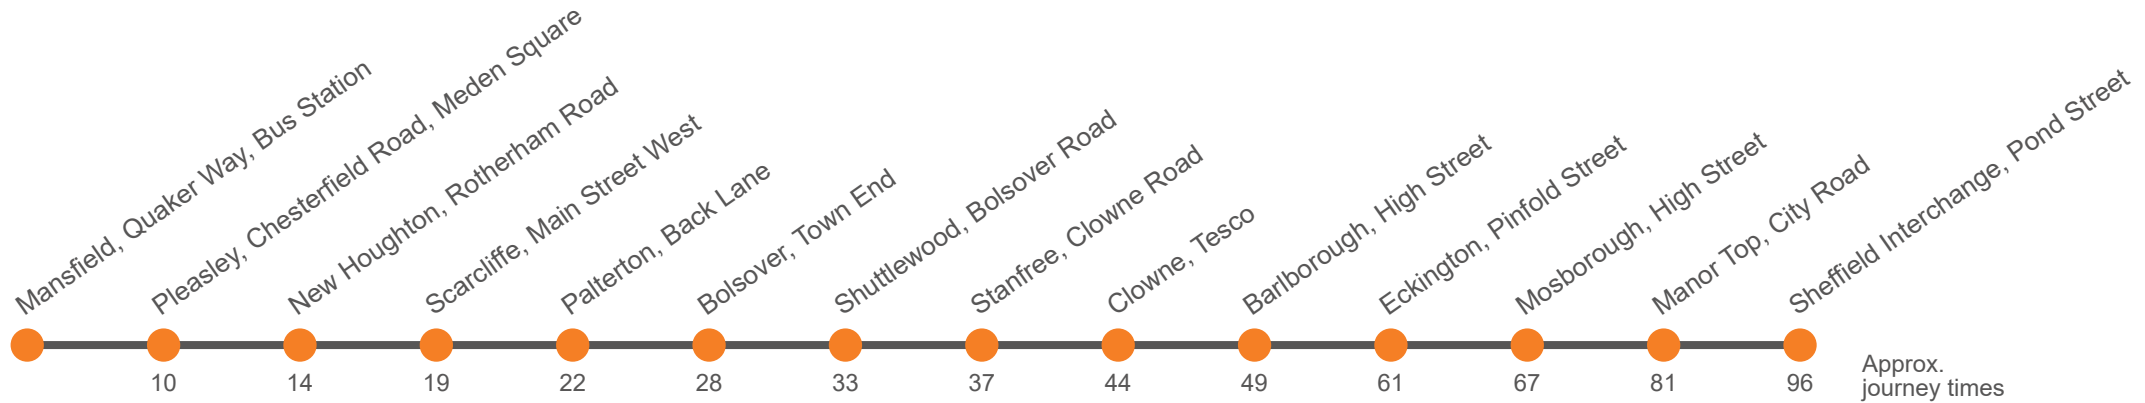 Mansfield, Quaker Way, Bus Station
Pleasley, Chesterfield Road, Meden Square
New Houghton, Rotherham Road
Scarcliffe, Main Street West
Palterton, Back Lane
Bolsover, Town End
Shuttlewood, Bolsover Road
Stanfree, Clowne Road
Clowne, Tesco
Barlborough, High Street
Eckington, Pinfold Street
Mosborough, High Street
Manor Top, City Road
Sheffield Interchange, Pond Street
10 14 19 22 28 33 37 44 49 61 67 81 96
Approx.
journey times